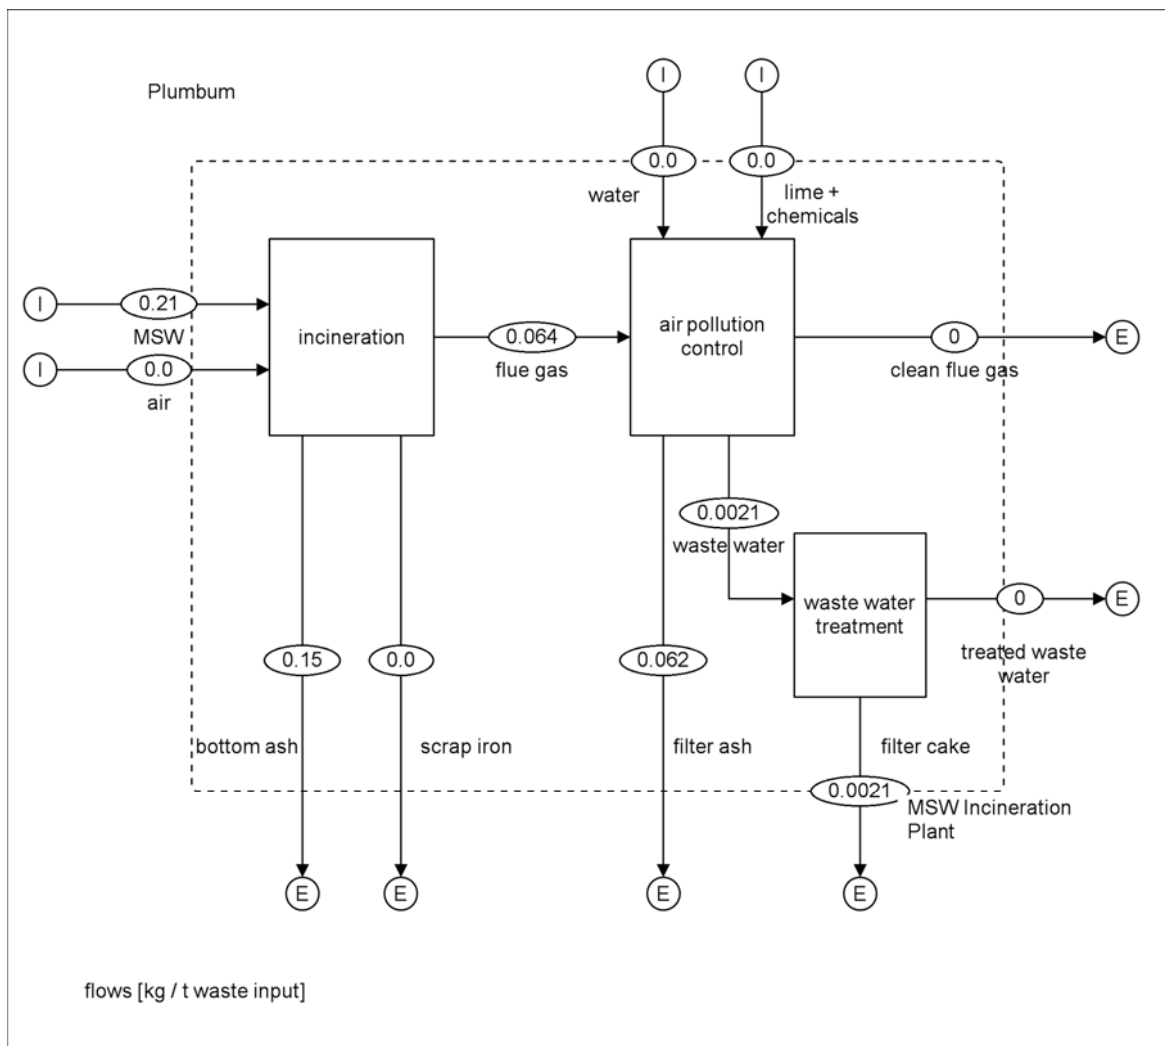 I
I
Plumbum
0.0
0.0
water
lime +
chemicals
I
0.21
MSW
incineration
0.064
flue gas
air pollution
control
0
clean flue gas
E
I
0.0
air
0.0021
waste water
waste water
treatment
0
E
treated waste
water
0.15
0.0
0.062
bottom ash
scrap iron
filter ash
filter cake
0.0021
MSW Incineration
Plant
E
E
E
E
flows [kg / t waste input]